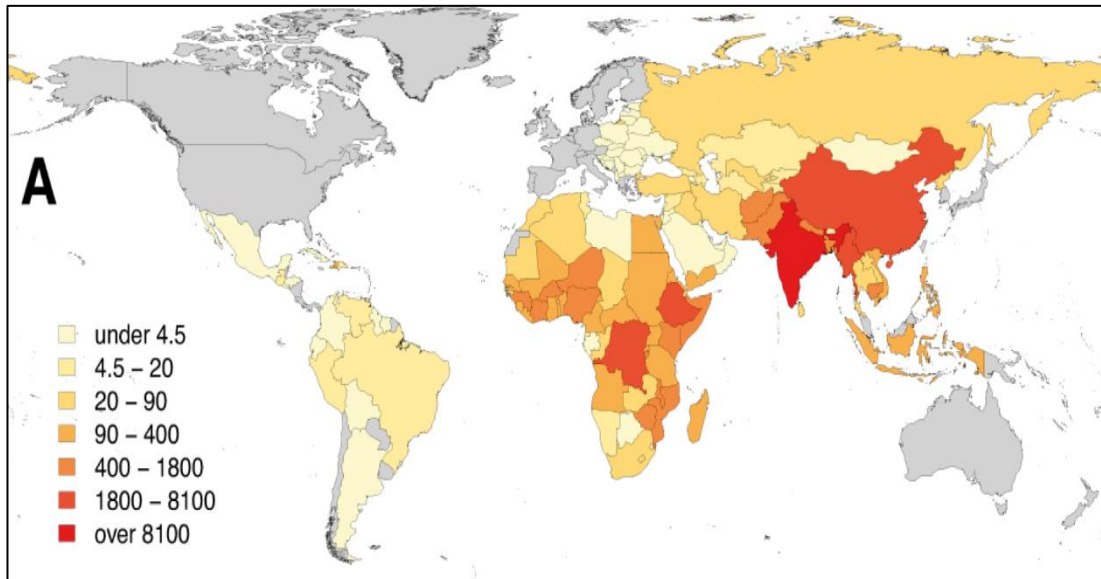 A
under 4.5
4.5 – 20
20 – 90
90 – 400
400 – 1800
1800 – 8100
over 8100